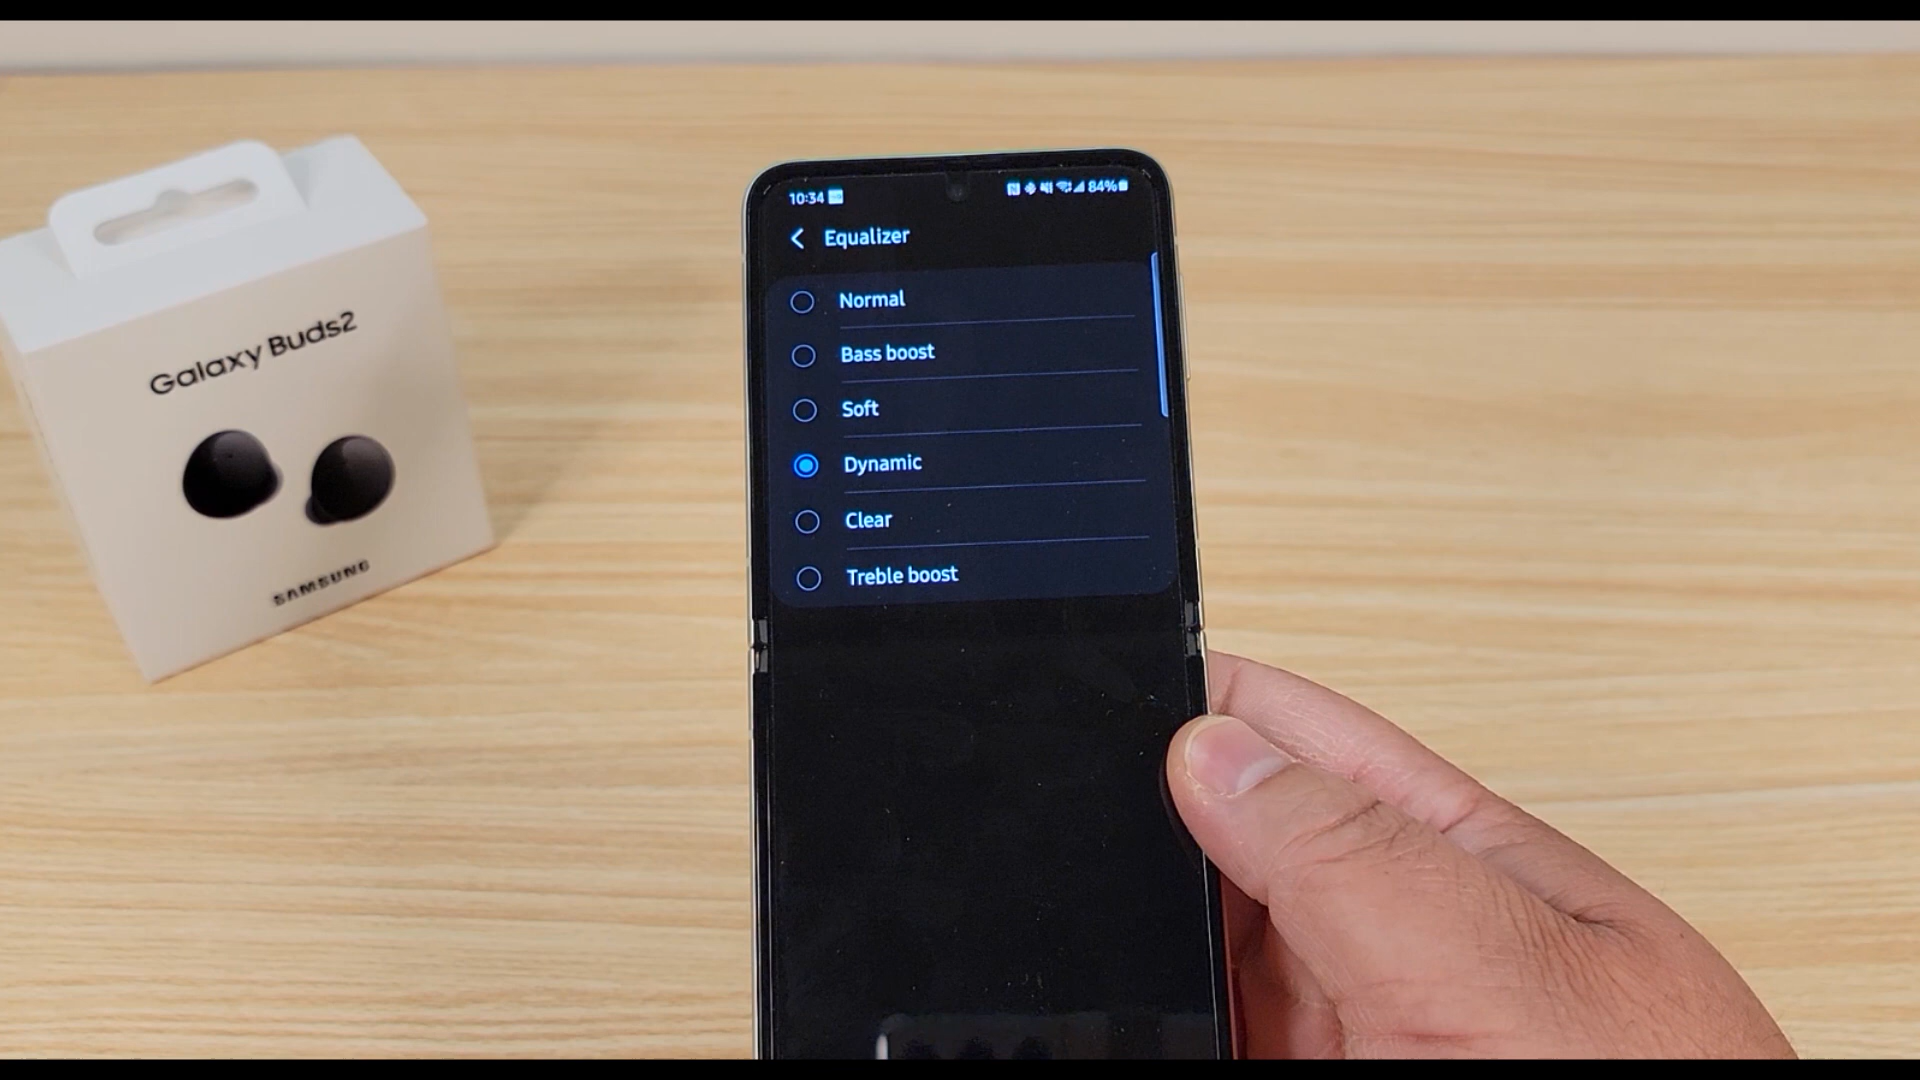 Galaxy Buds2
SAMSUNG
10:34
84%
Equalizer
Normal
Bass boost
Soft
Dynamic
Clear
Treble boost